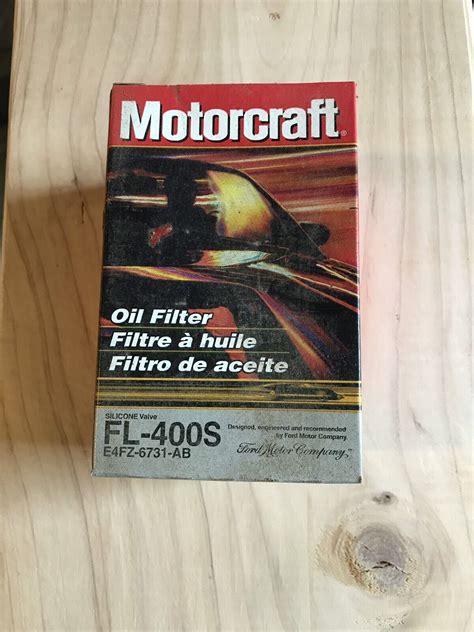 Motorcraft®
Oil Filter
Filtre à huile
Filtro de aceite
SILICONE Valve
FL-400S
E4FZ-6731-AB
Designed, engineered and recommended
by Ford Motor Company.
Ford Motor Company,™